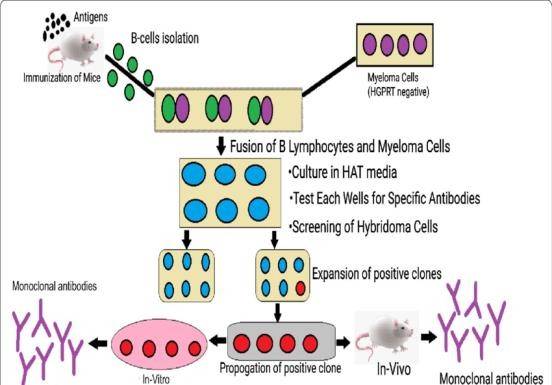 Antigens
B-cells isolation
Immunization of Mice
Myeloma Cells
(HGPRT negative)
Fusion of B Lymphocytes and Myeloma Cells
•Culture in HAT media
•Test Each Wells for Specific Antibodies
•Screening of Hybridoma Cells
Expansion of positive clones
Monoclonal antibodies
Propogation of positive clone
In-Vitro
In-Vivo
Monoclonal antibodies